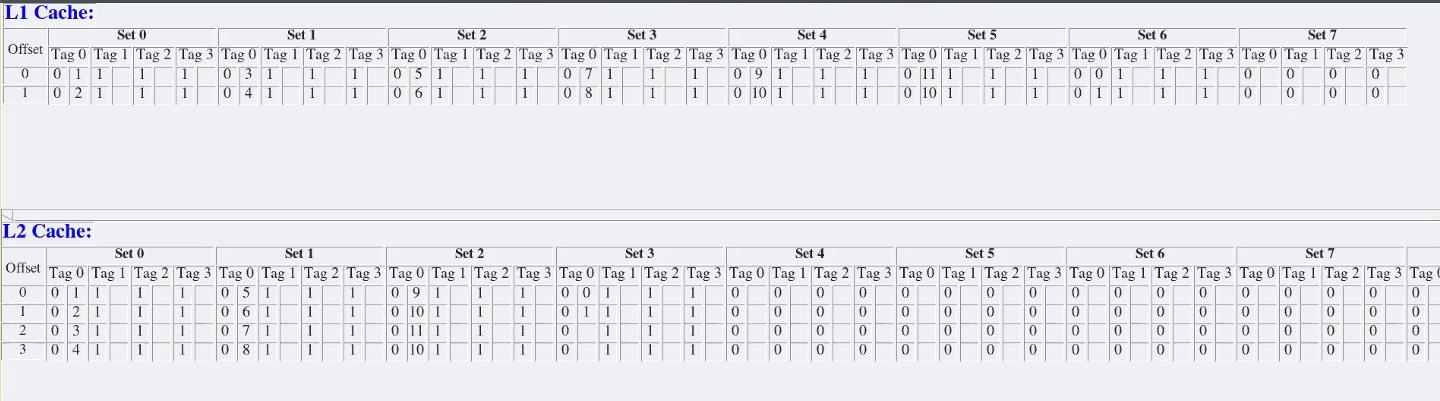 L1 Cache:
Offset Set 0 Set 1 Set 2 Set 3 Set 4 Set 5 Set 6 Set 7
Tag 0 Tag 1 Tag 2 Tag 3 Tag 0 Tag 1 Tag 2 Tag 3 Tag 0 Tag 1 Tag 2 Tag 3 Tag 0 Tag 1 Tag 2 Tag 3 Tag 0 Tag 1 Tag 2 Tag 3 Tag 0 Tag 1 Tag 2 Tag 3 Tag 0 Tag 1 Tag 2 Tag 3 Tag 0 Tag 1 Tag 2 Tag 3
0 0 1 1 1 1 0 3 1 1 1 0 5 1 1 1 0 7 1 1 1 0 9 1 1 1 0 11 1 1 1 0 0 1 1 1 0 0 0 0
1 0 2 1 1 1 0 4 1 1 1 0 6 1 1 1 0 8 1 1 1 0 10 1 1 1 0 10 1 1 1 0 1 1 1 1 0 0 0 0
L2 Cache:
Offset Set 0 Set 1 Set 2 Set 3 Set 4 Set 5 Set 6 Set 7
Tag 0 Tag 1 Tag 2 Tag 3 Tag 0 Tag 1 Tag 2 Tag 3 Tag 0 Tag 1 Tag 2 Tag 3 Tag 0 Tag 1 Tag 2 Tag 3 Tag 0 Tag 1 Tag 2 Tag 3 Tag 0 Tag 1 Tag 2 Tag 3 Tag 0 Tag 1 Tag 2 Tag 3 Tag 0 Tag 1 Tag 2 Tag 3 Tag
0 0 1 1 1 1 0 5 1 1 1 0 9 1 1 1 0 0 1 1 1 0 0 0 0 0 0 0 0 0 0 0 0 0 0 0 0 0
1 0 2 1 1 1 0 6 1 1 1 0 10 1 1 1 0 1 1 1 1 0 0 0 0 0 0 0 0 0 0 0 0 0 0 0 0 0
2 0 3 1 1 1 0 7 1 1 1 0 11 1 1 1 0 1 1 1 0 0 0 0 0 0 0 0 0 0 0 0 0 0 0 0 0
3 0 4 1 1 1 0 8 1 1 1 0 10 1 1 1 0 1 1 1 0 0 0 0 0 0 0 0 0 0 0 0 0 0 0 0 0